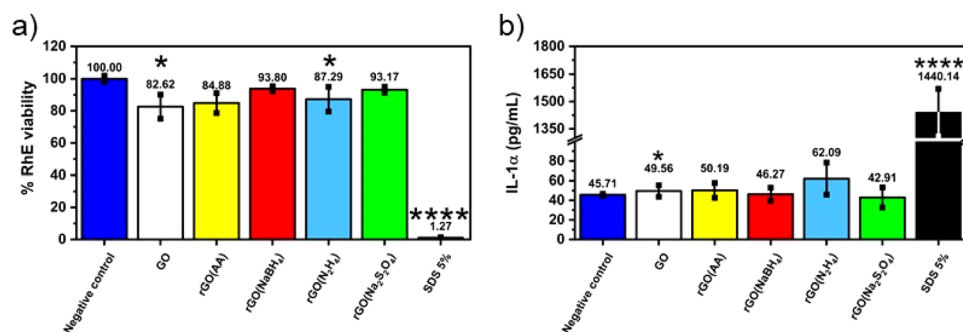 a)
% RhE viability
120
100
80
60
40
20
0
100.00
*
82.62
84.88
93.80
*
87.29
93.17
****
1.27
Negative control
GO
rGO(AA)
rGO(NaBH₄)
rGO(N₂H₄)
rGO(Na₂S₂O₄)
SDS 5%
b)
IL-1α (pg/mL)
1800
1650
1500
1350
80
60
40
20
0
45.71
*
49.56
50.19
46.27
62.09
42.91
****
1440.14
Negative control
GO
rGO(AA)
rGO(NaBH₄)
rGO(N₂H₄)
rGO(Na₂S₂O₄)
SDS 5%